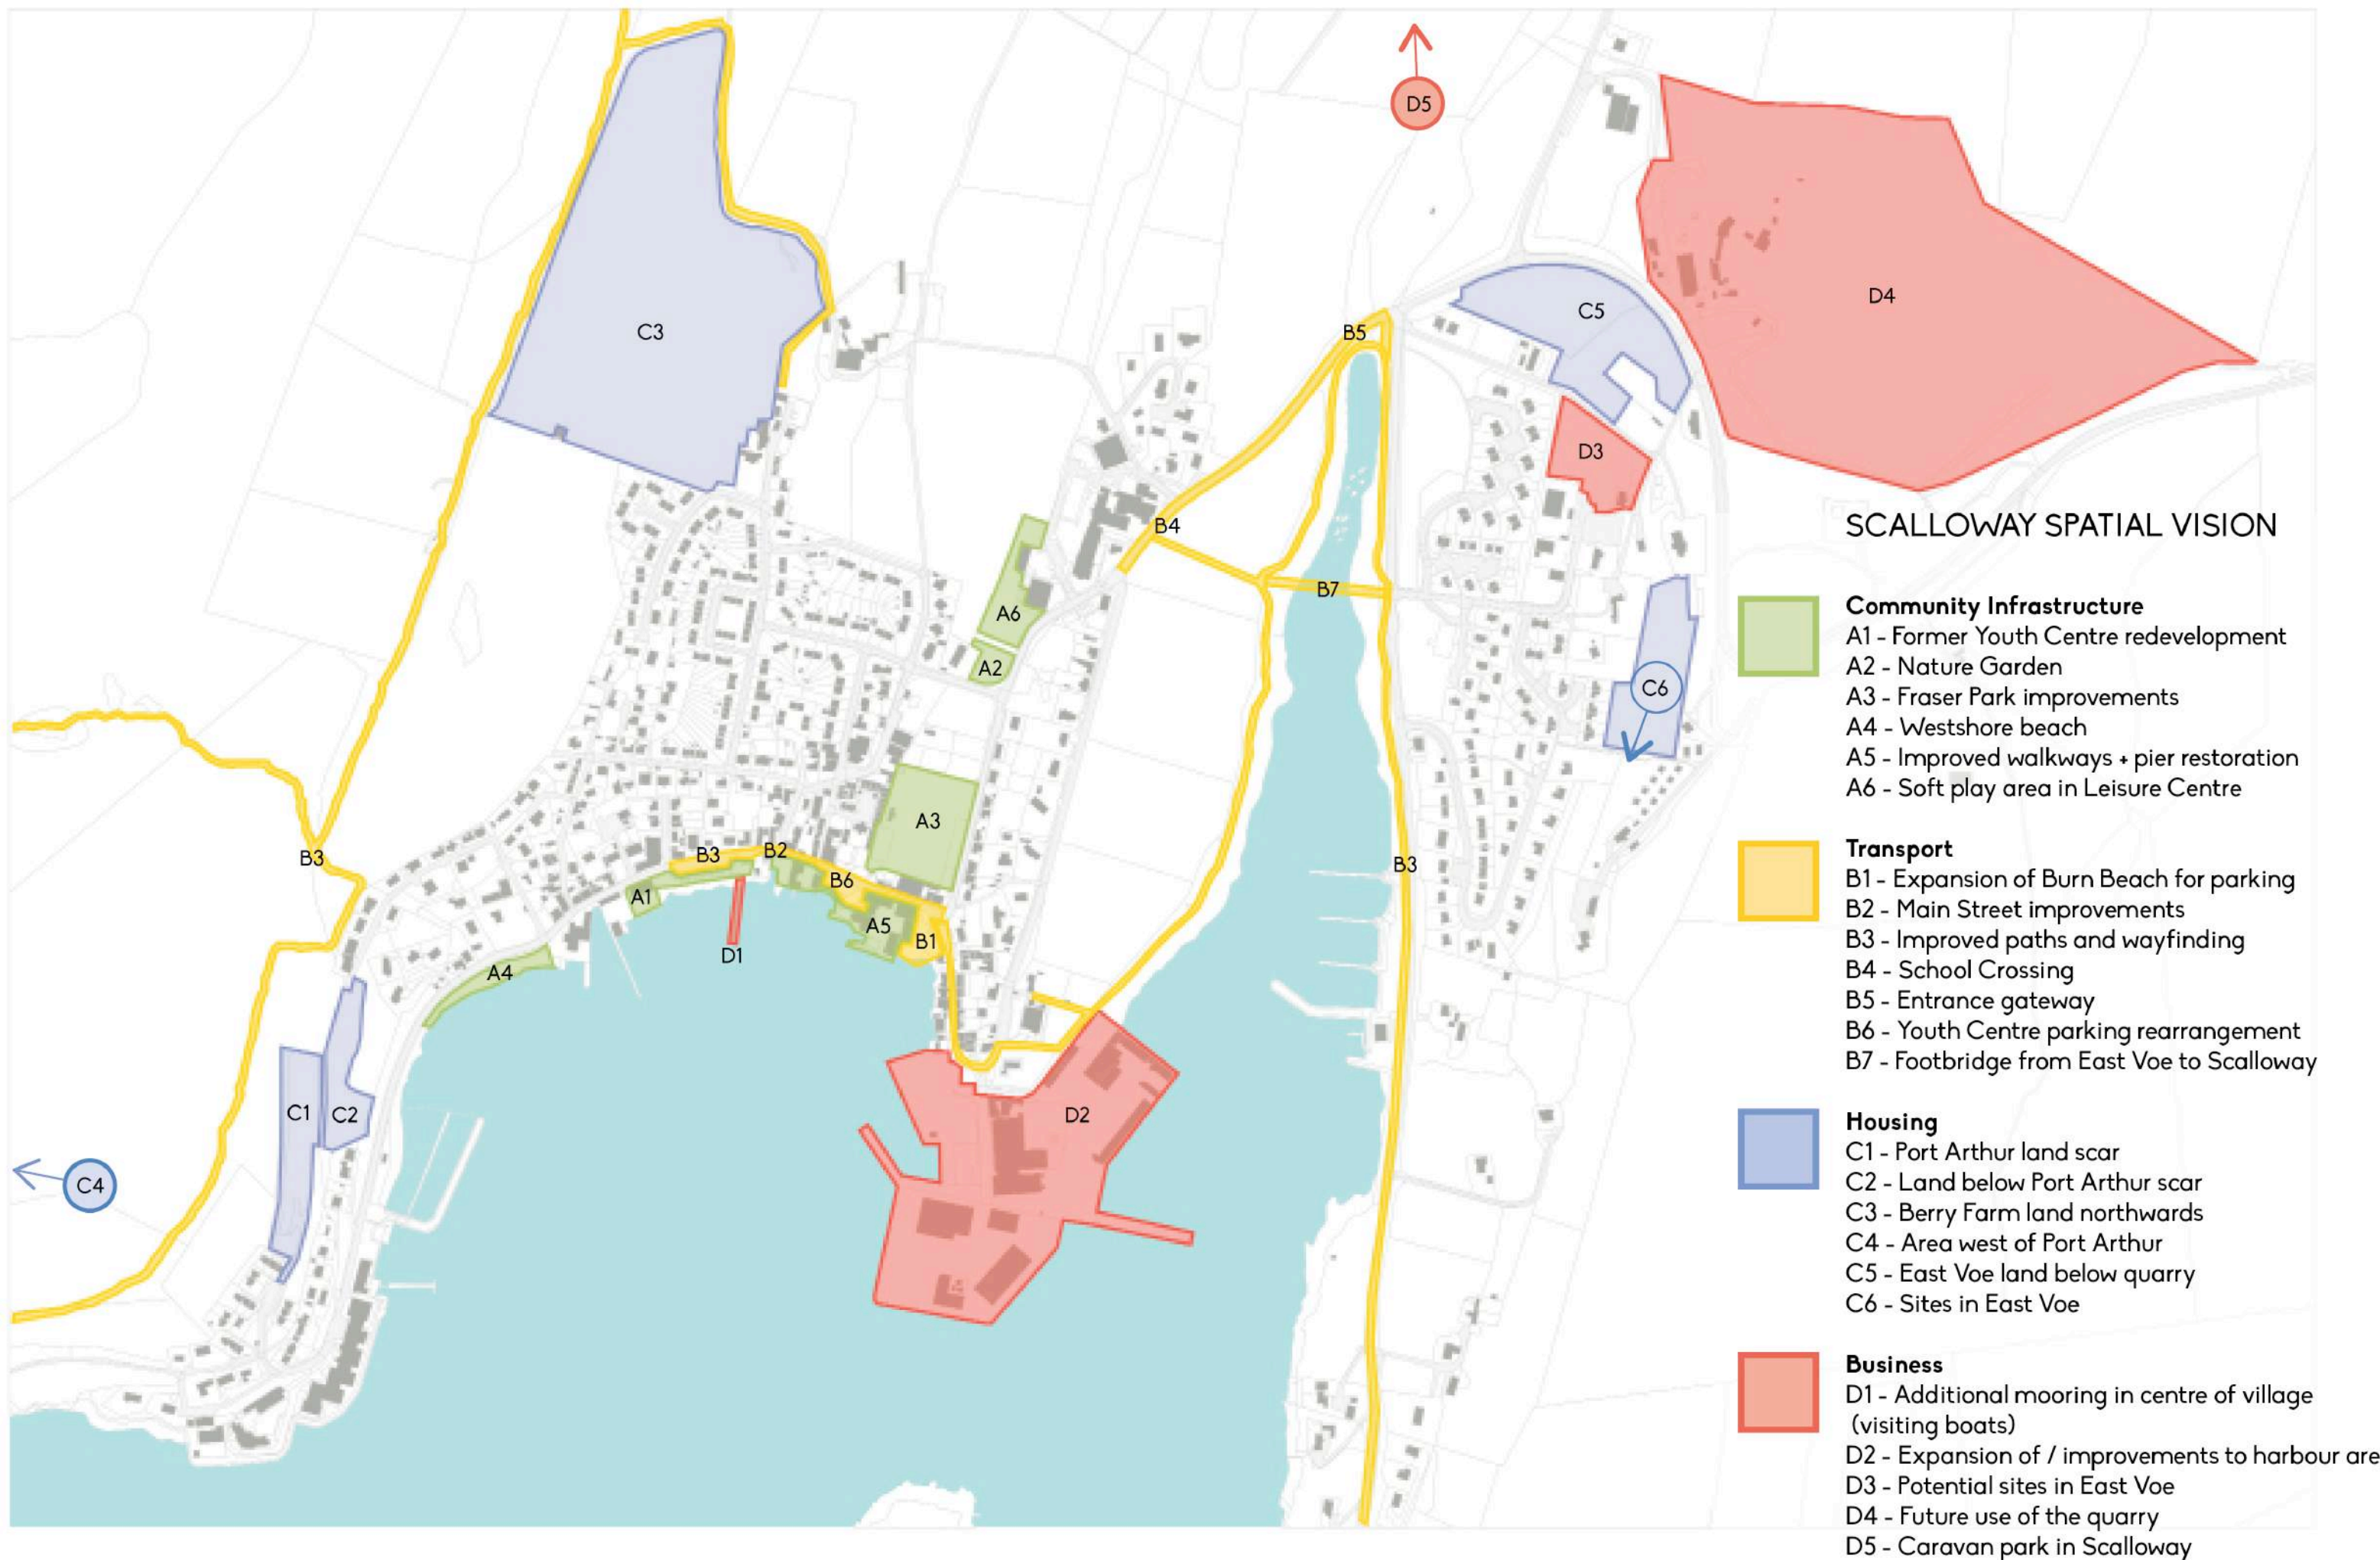 D5
C3
C5
D4
B5
D3
B4
A6
B7
A2
C6
A3
B3
B3
B2
B3
B6
A1
A5
B1
D1
A4
C1
C2
D2
C4
SCALLOWAY SPATIAL VISION
Community Infrastructure
A1 - Former Youth Centre redevelopment
A2 - Nature Garden
A3 - Fraser Park improvements
A4 - Westshore beach
A5 - Improved walkways + pier restoration
A6 - Soft play area in Leisure Centre
Transport
B1 - Expansion of Burn Beach for parking
B2 - Main Street improvements
B3 - Improved paths and wayfinding
B4 - School Crossing
B5 - Entrance gateway
B6 - Youth Centre parking rearrangement
B7 - Footbridge from East Voe to Scalloway
Housing
C1 - Port Arthur land scar
C2 - Land below Port Arthur scar
C3 - Berry Farm land northwards
C4 - Area west of Port Arthur
C5 - East Voe land below quarry
C6 - Sites in East Voe
Business
D1 - Additional mooring in centre of village
(visiting boats)
D2 - Expansion of / improvements to harbour are
D3 - Potential sites in East Voe
D4 - Future use of the quarry
D5 - Caravan park in Scalloway